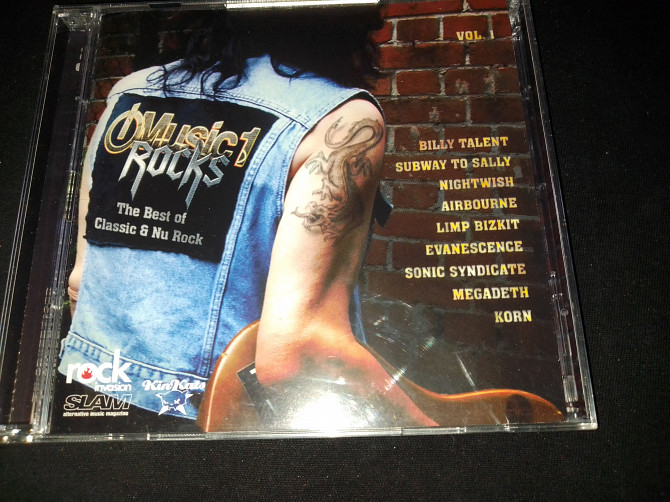 VOL. 1
Music1
Rocks
The Best of
Classic & Nu Rock
BILLY TALENT
SUBWAY TO SALLY
NIGHTWISH
AIRBOURNE
LIMP BIZKIT
EVANESCENCE
SONIC SYNDICATE
MEGADETH
KORN
rock
invasion
KinKats
SLAM
alternative music magazine